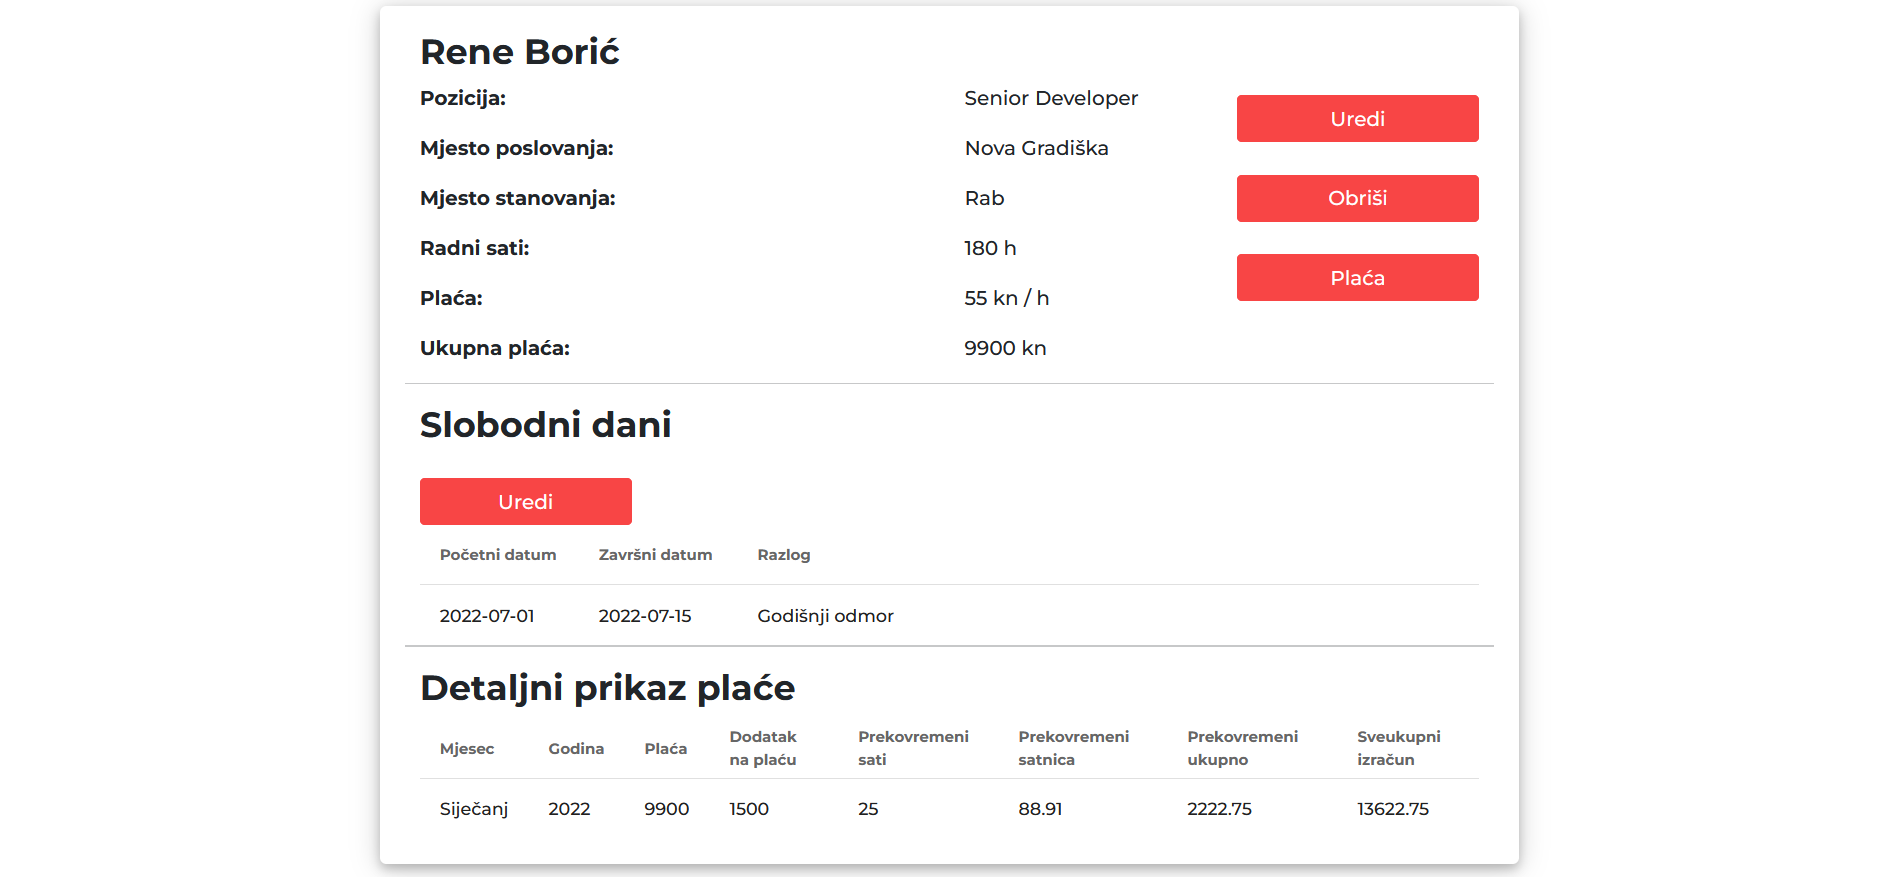 Rene Borić
Pozicija: Senior Developer
Uredi
Mjesto poslovanja: Nova Gradiška
Mjesto stanovanja: Rab
Obriši
Radni sati: 180 h
Plaća
Plaća: 55 kn / h
Ukupna plaća: 9900 kn
Slobodni dani
Uredi
Početni datum Završni datum Razlog
2022-07-01 2022-07-15 Godišnji odmor
Detaljni prikaz plaće
Mjesec Godina Plaća Dodatak na plaću Prekovremeni sati Prekovremeni satnica Prekovremeni ukupno Sveukupni izračun
Siječanj 2022 9900 1500 25 88.91 2222.75 13622.75